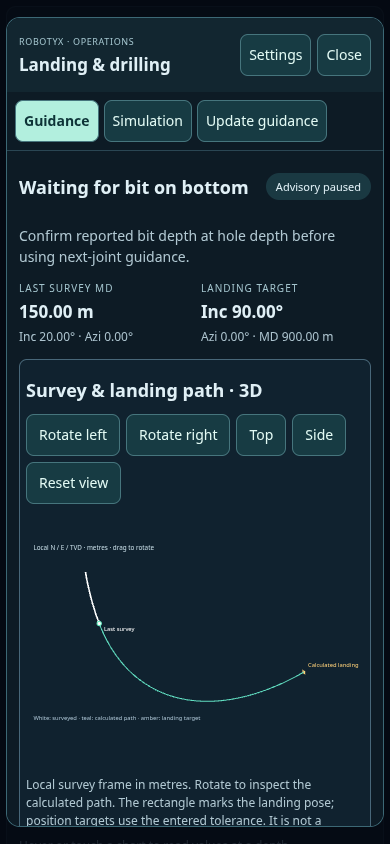 ROBOTYX · OPERATIONS
Landing & drilling
Settings
Close
Guidance
Simulation
Update guidance
Waiting for bit on bottom
Advisory paused
Confirm reported bit depth at hole depth before
using next-joint guidance.
LAST SURVEY MD
LANDING TARGET
150.00 m
Inc 90.00°
Inc 20.00° · Azi 0.00°
Azi 0.00° · MD 900.00 m
Survey & landing path · 3D
Rotate left
Rotate right
Top
Side
Reset view
Local N / E / TVD · metres · drag to rotate
Last survey
Calculated landing
White: surveyed · teal: calculated path · amber: landing target
Local survey frame in metres. Rotate to inspect the
calculated path. The rectangle marks the landing pose;
position targets use the entered tolerance. It is not a